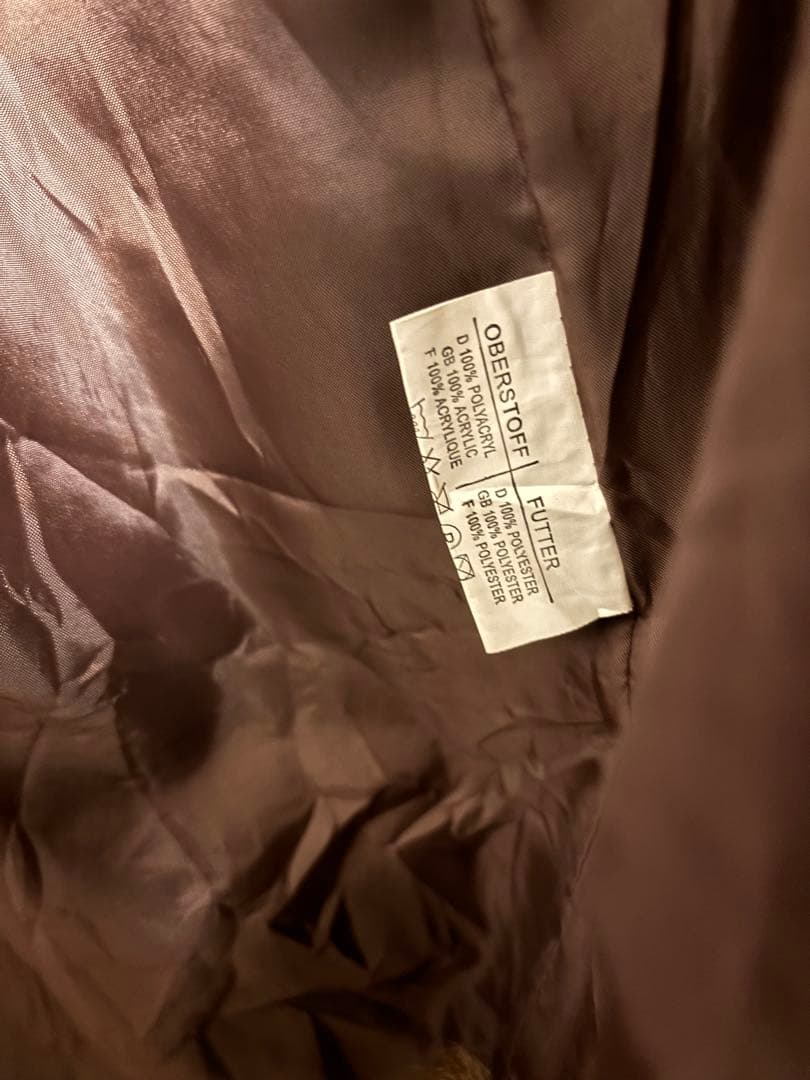 OBERSTOFF
D 100% POLYACRYL
GB 100% ACRYLIC
F 100% ACRYLIQUE
FUTTER
D 100% POLYESTER
GB 100% POLYESTER
F 100% POLYESTER
P